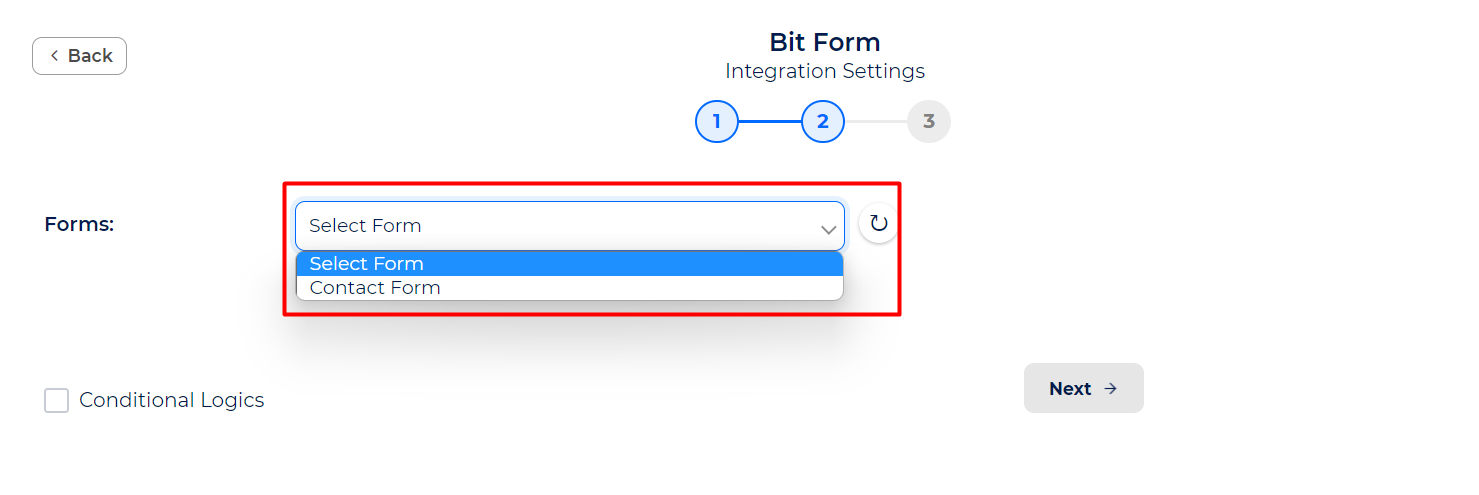 Back
Bit Form
Integration Settings
1 2 3
Forms:
Select Form
Select Form
Contact Form
Conditional Logics
Next